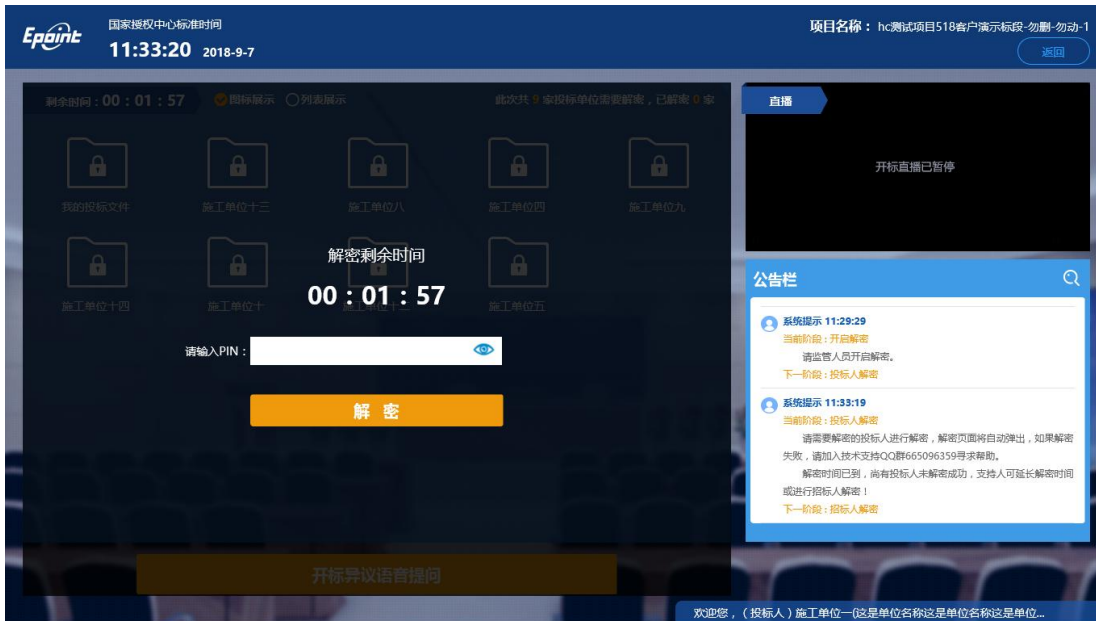 Epoint
国家授权中心标准时间
11:33:20 2018-9-7
项目名称： hc测试项目518客户演示标段-勿删-勿动-1
返回
剩余时间：00：01：57 图标展示 列表展示 此次共 9 家投标单位需要解密，已解密 0 家
我的投标文件 施工单位十三 施工单位八 施工单位四 施工单位九
解密剩余时间
00：01：57
施工单位十四 施工单位十 施工单位十二 施工单位五
请输入PIN：
解 密
开标异议语音提问
直播
开标直播已暂停
公告栏
系统提示 11:29:29
当前阶段：开启解密
请监管人员开启解密。
下一阶段：投标人解密
系统提示 11:33:19
当前阶段：投标人解密
请需要解密的投标人进行解密，解密页面将自动弹出，如果解密
失败，请加入技术支持QQ群665096359寻求帮助。
解密时间已到，尚有投标人未解密成功，支持人可延长解密时间
或进行招标人解密！
下一阶段：招标人解密
欢迎您，（投标人）施工单位一(这是单位名称这是单位名称这是单位...